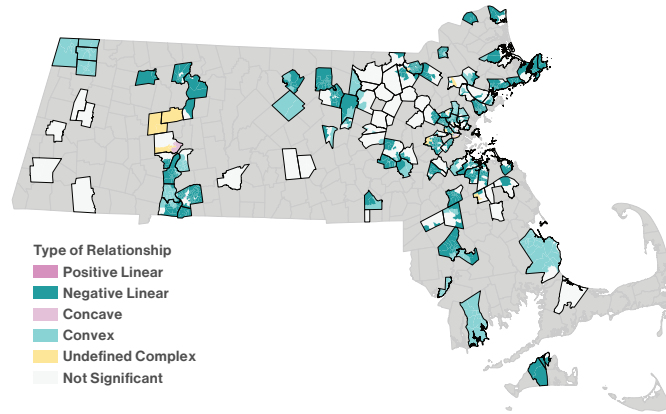 Type of Relationship
Positive Linear
Negative Linear
Concave
Convex
Undefined Complex
Not Significant